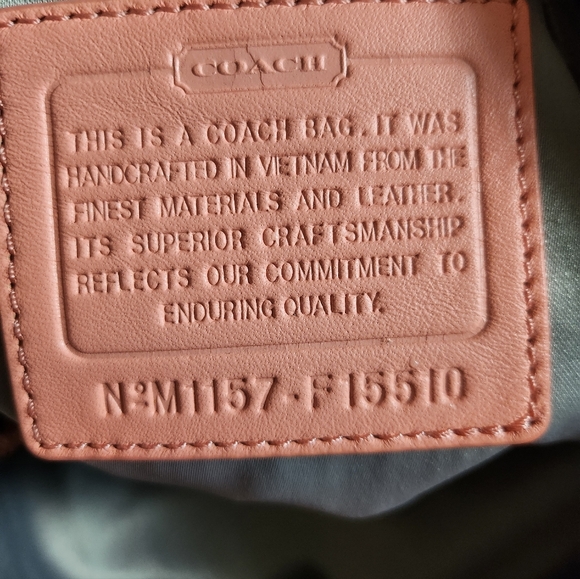 COACH
THIS IS A COACH BAG. IT WAS
HANDCRAFTED IN VIETNAM FROM THE
FINEST MATERIALS AND LEATHER.
ITS SUPERIOR CRAFTSMANSHIP
REFLECTS OUR COMMITMENT TO
ENDURING QUALITY.
Nº M1157-F15510